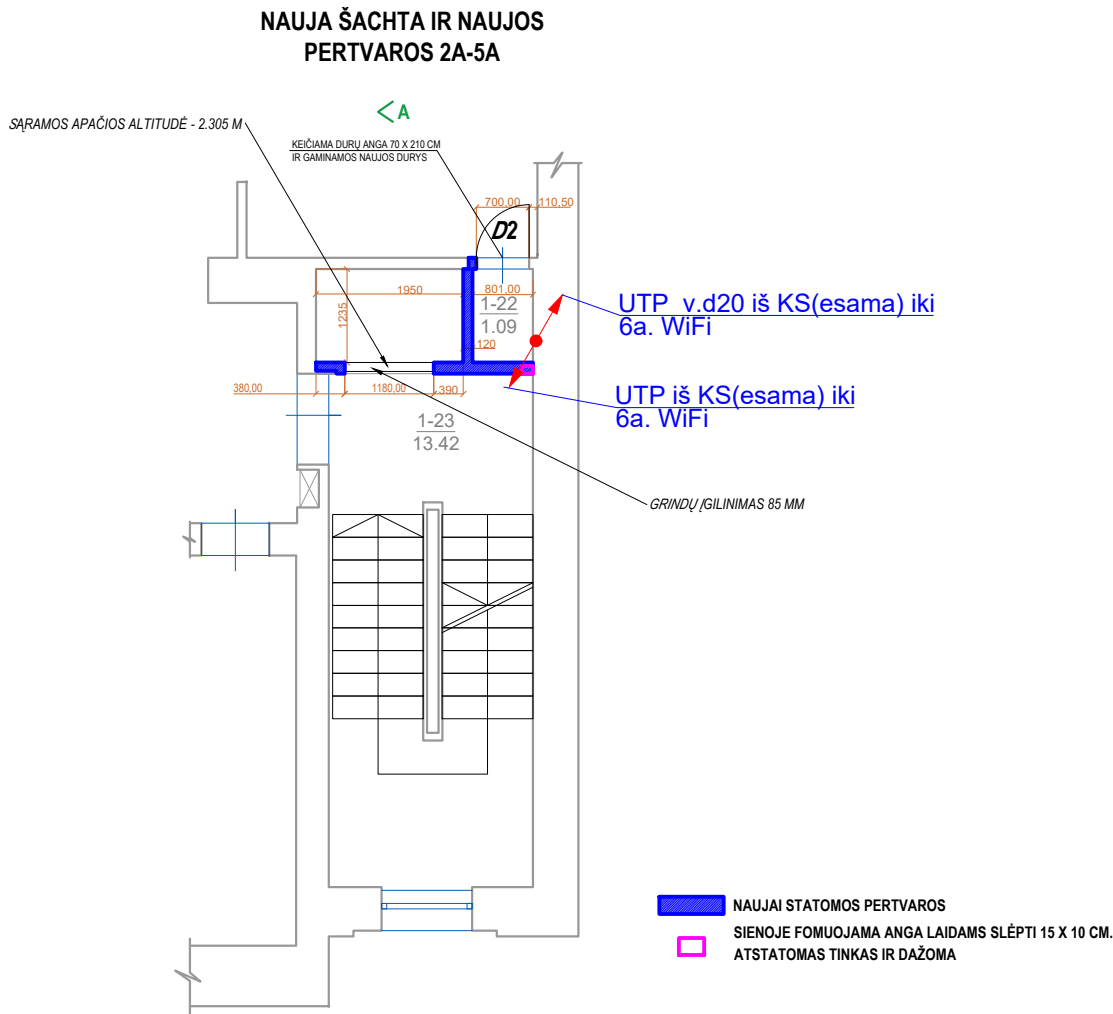 NAUJA ŠACHTA IR NAUJOS
PERTVAROS 2A-5A
A
SĄRAMOS APAČIOS ALTITUDĖ - 2.305 M
KEIČIAMA DURŲ ANGA 70 X 210 CM
IR GAMINAMOS NAUJOS DURYS
700,00
110,50
D2
1950
801,00
1-22
1.09
1235
120
UTP v.d20 iš KS(esama) iki
6a. WiFi
380,00
1180,00
390
UTP iš KS(esama) iki
6a. WiFi
1-23
13.42
GRINDŲ ĮGILINIMAS 85 MM
NAUJAI STATOMOS PERTVAROS
SIENOJE FOMUOJAMA ANGA LAIDAMS SLĖPTI 15 X 10 CM.
ATSTATOMAS TINKAS IR DAŽOMA